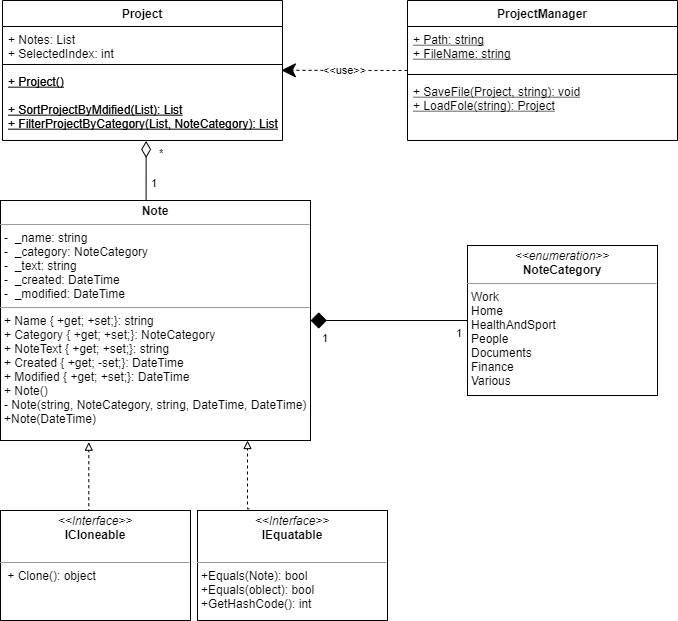 Project
+ Notes: List
+ SelectedIndex: int
+ Project()
+ SortProjectByMdified(List): List
+ FilterProjectByCategory(List, NoteCategory): List
ProjectManager
+ Path: string
+ FileName: string
+ SaveFile(Project, string): void
+ LoadFole(string): Project
<<use>>
*
1
Note
- _name: string
- _category: NoteCategory
- _text: string
- _created: DateTime
- _modified: DateTime
+ Name { +get; +set;}: string
+ Category { +get; +set;}: NoteCategory
+ NoteText { +get; +set;}: string
+ Created { +get; -set;}: DateTime
+ Modified { +get; +set;}: DateTime
+ Note()
- Note(string, NoteCategory, string, DateTime, DateTime)
+Note(DateTime)
1
1
<<enumeration>>
NoteCategory
Work
Home
HealthAndSport
People
Documents
Finance
Various
<<Interface>>
ICloneable
+ Clone(): object
<<Interface>>
IEquatable
+Equals(Note): bool
+Equals(oblect): bool
+GetHashCode(): int